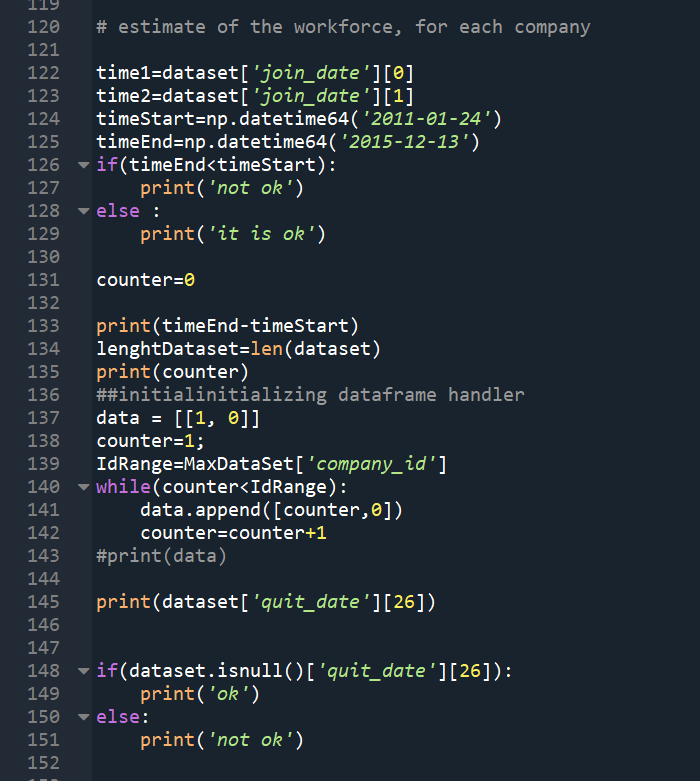 119
120 # estimate of the workforce, for each company
121
122 time1=dataset['join_date'][0]
123 time2=dataset['join_date'][1]
124 timeStart=np.datetime64('2011-01-24')
125 timeEnd=np.datetime64('2015-12-13')
126 if(timeEnd<timeStart):
127     print('not ok')
128 else :
129     print('it is ok')
130
131 counter=0
132
133 print(timeEnd-timeStart)
134 lenghtDataset=len(dataset)
135 print(counter)
136 ##initialinitializing dataframe handler
137 data = [[1, 0]]
138 counter=1;
139 IdRange=MaxDataSet['company_id']
140 while(counter<IdRange):
141     data.append([counter,0])
142     counter=counter+1
143 #print(data)
144
145 print(dataset['quit_date'][26])
146
147
148 if(dataset.isnull()['quit_date'][26]):
149     print('ok')
150 else:
151     print('not ok')
152